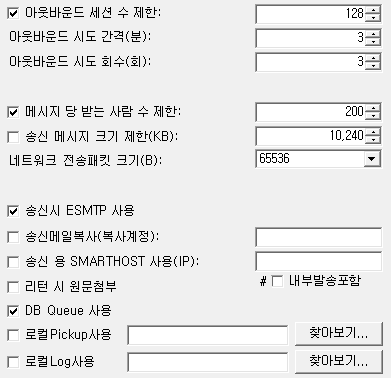 아웃바운드 세션 수 제한: 128
아웃바운드 시도 간격(분): 3
아웃바운드 시도 회수(회): 3
메시지 당 받는 사람 수 제한: 200
송신 메시지 크기 제한(KB): 10,240
네트워크 전송패킷 크기(B): 65536
송신시 ESMTP 사용
송신메일복사(복사계정):
송신 용 SMARTHOST 사용(IP):
리턴 시 원문첨부 # 내부발송포함
DB Queue 사용
로컬Pickup사용 찾아보기...
로컬Log사용 찾아보기...